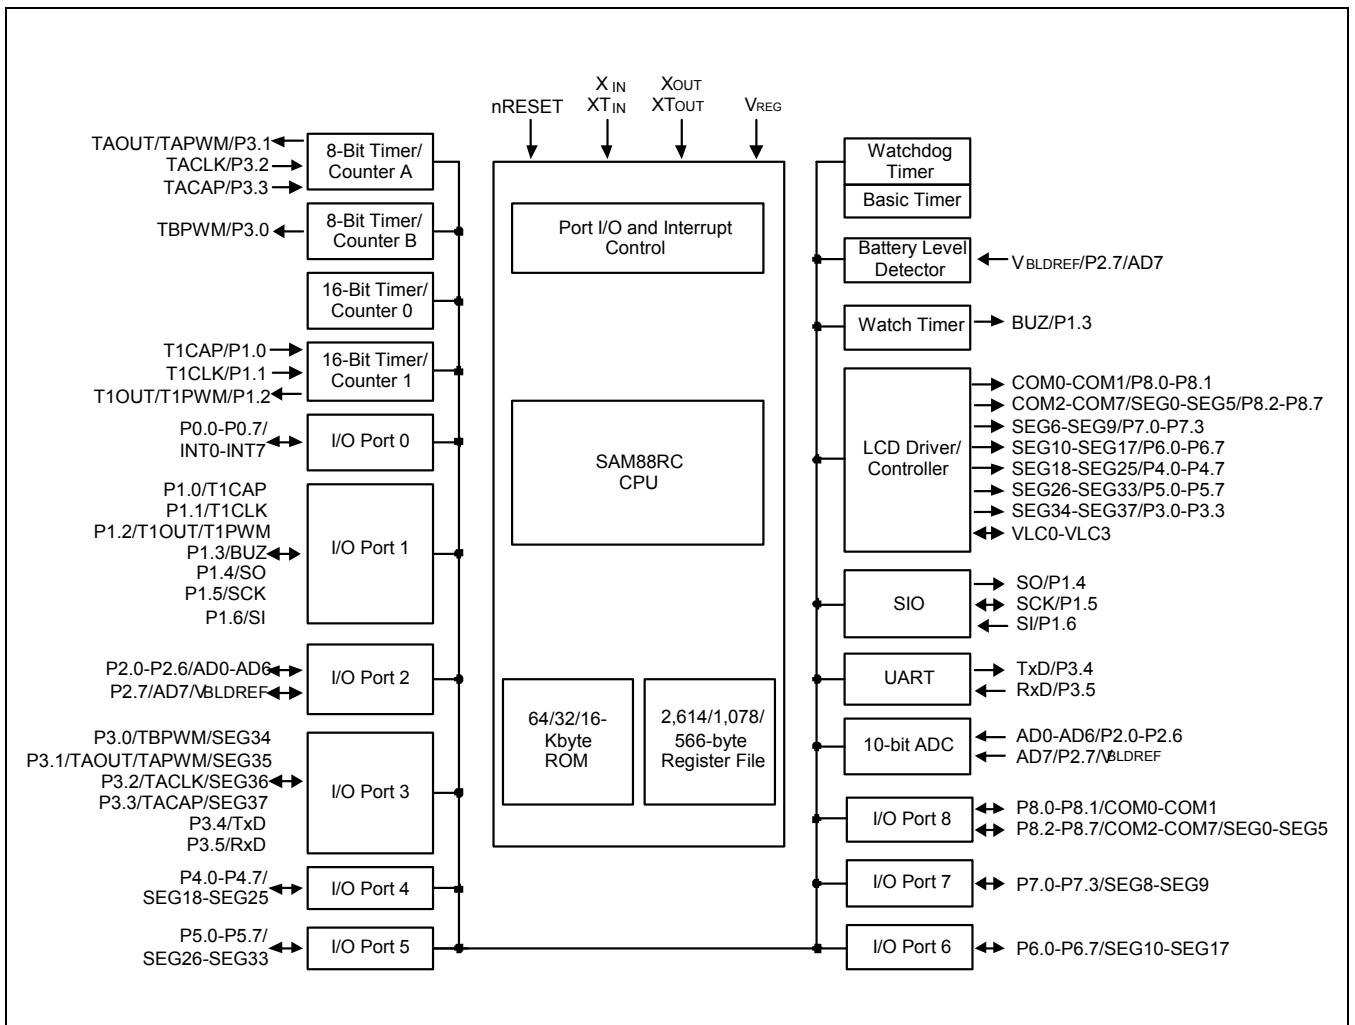 X IN
XT IN
XOUT
XTOUT
nRESET
VREG
TAOUT/TAPWM/P3.1
TACLK/P3.2
TACAP/P3.3
8-Bit Timer/
Counter A
TBPWM/P3.0
8-Bit Timer/
Counter B
16-Bit Timer/
Counter 0
T1CAP/P1.0
T1CLK/P1.1
T1OUT/T1PWM/P1.2
16-Bit Timer/
Counter 1
P0.0-P0.7/
INT0-INT7
I/O Port 0
P1.0/T1CAP
P1.1/T1CLK
P1.2/T1OUT/T1PWM
P1.3/BUZ
P1.4/SO
P1.5/SCK
P1.6/SI
I/O Port 1
P2.0-P2.6/AD0-AD6
P2.7/AD7/VBLDREF
I/O Port 2
P3.0/TBPWM/SEG34
P3.1/TAOUT/TAPWM/SEG35
P3.2/TACLK/SEG36
P3.3/TACAP/SEG37
P3.4/TxD
P3.5/RxD
I/O Port 3
P4.0-P4.7/
SEG18-SEG25
I/O Port 4
P5.0-P5.7/
SEG26-SEG33
I/O Port 5
Port I/O and Interrupt
Control
SAM88RC
CPU
64/32/16-
Kbyte
ROM
2,614/1,078/
566-byte
Register File
Watchdog
Timer
Basic Timer
Battery Level
Detector
VBLDREF/P2.7/AD7
Watch Timer
BUZ/P1.3
LCD Driver/
Controller
COM0-COM1/P8.0-P8.1
COM2-COM7/SEG0-SEG5/P8.2-P8.7
SEG6-SEG9/P7.0-P7.3
SEG10-SEG17/P6.0-P6.7
SEG18-SEG25/P4.0-P4.7
SEG26-SEG33/P5.0-P5.7
SEG34-SEG37/P3.0-P3.3
VLC0-VLC3
SIO
SO/P1.4
SCK/P1.5
SI/P1.6
UART
TxD/P3.4
RxD/P3.5
10-bit ADC
AD0-AD6/P2.0-P2.6
AD7/P2.7/VBLDREF
I/O Port 8
P8.0-P8.1/COM0-COM1
P8.2-P8.7/COM2-COM7/SEG0-SEG5
I/O Port 7
P7.0-P7.3/SEG8-SEG9
I/O Port 6
P6.0-P6.7/SEG10-SEG17